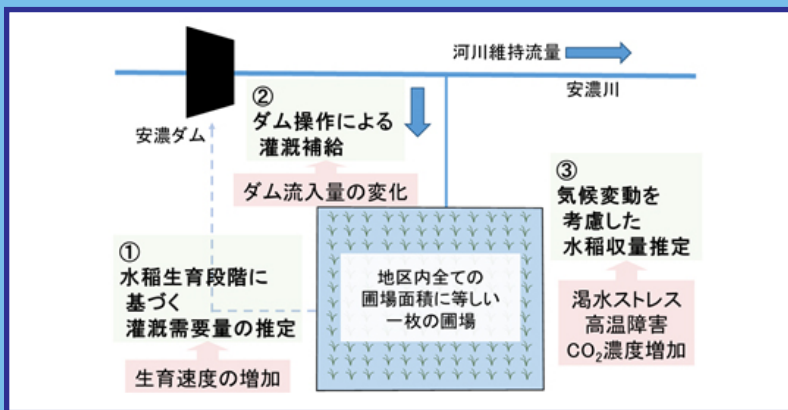 河川維持流量
安濃川
安濃ダム
②
ダム操作による
灌漑補給
ダム流入量の変化
①
水稲生育段階に
基づく
灌漑需要量の推定
生育速度の増加
地区内全ての
圃場面積に等しい
一枚の圃場
③
気候変動を
考慮した
水稲収量推定
渇水ストレス
高温障害
CO₂濃度増加